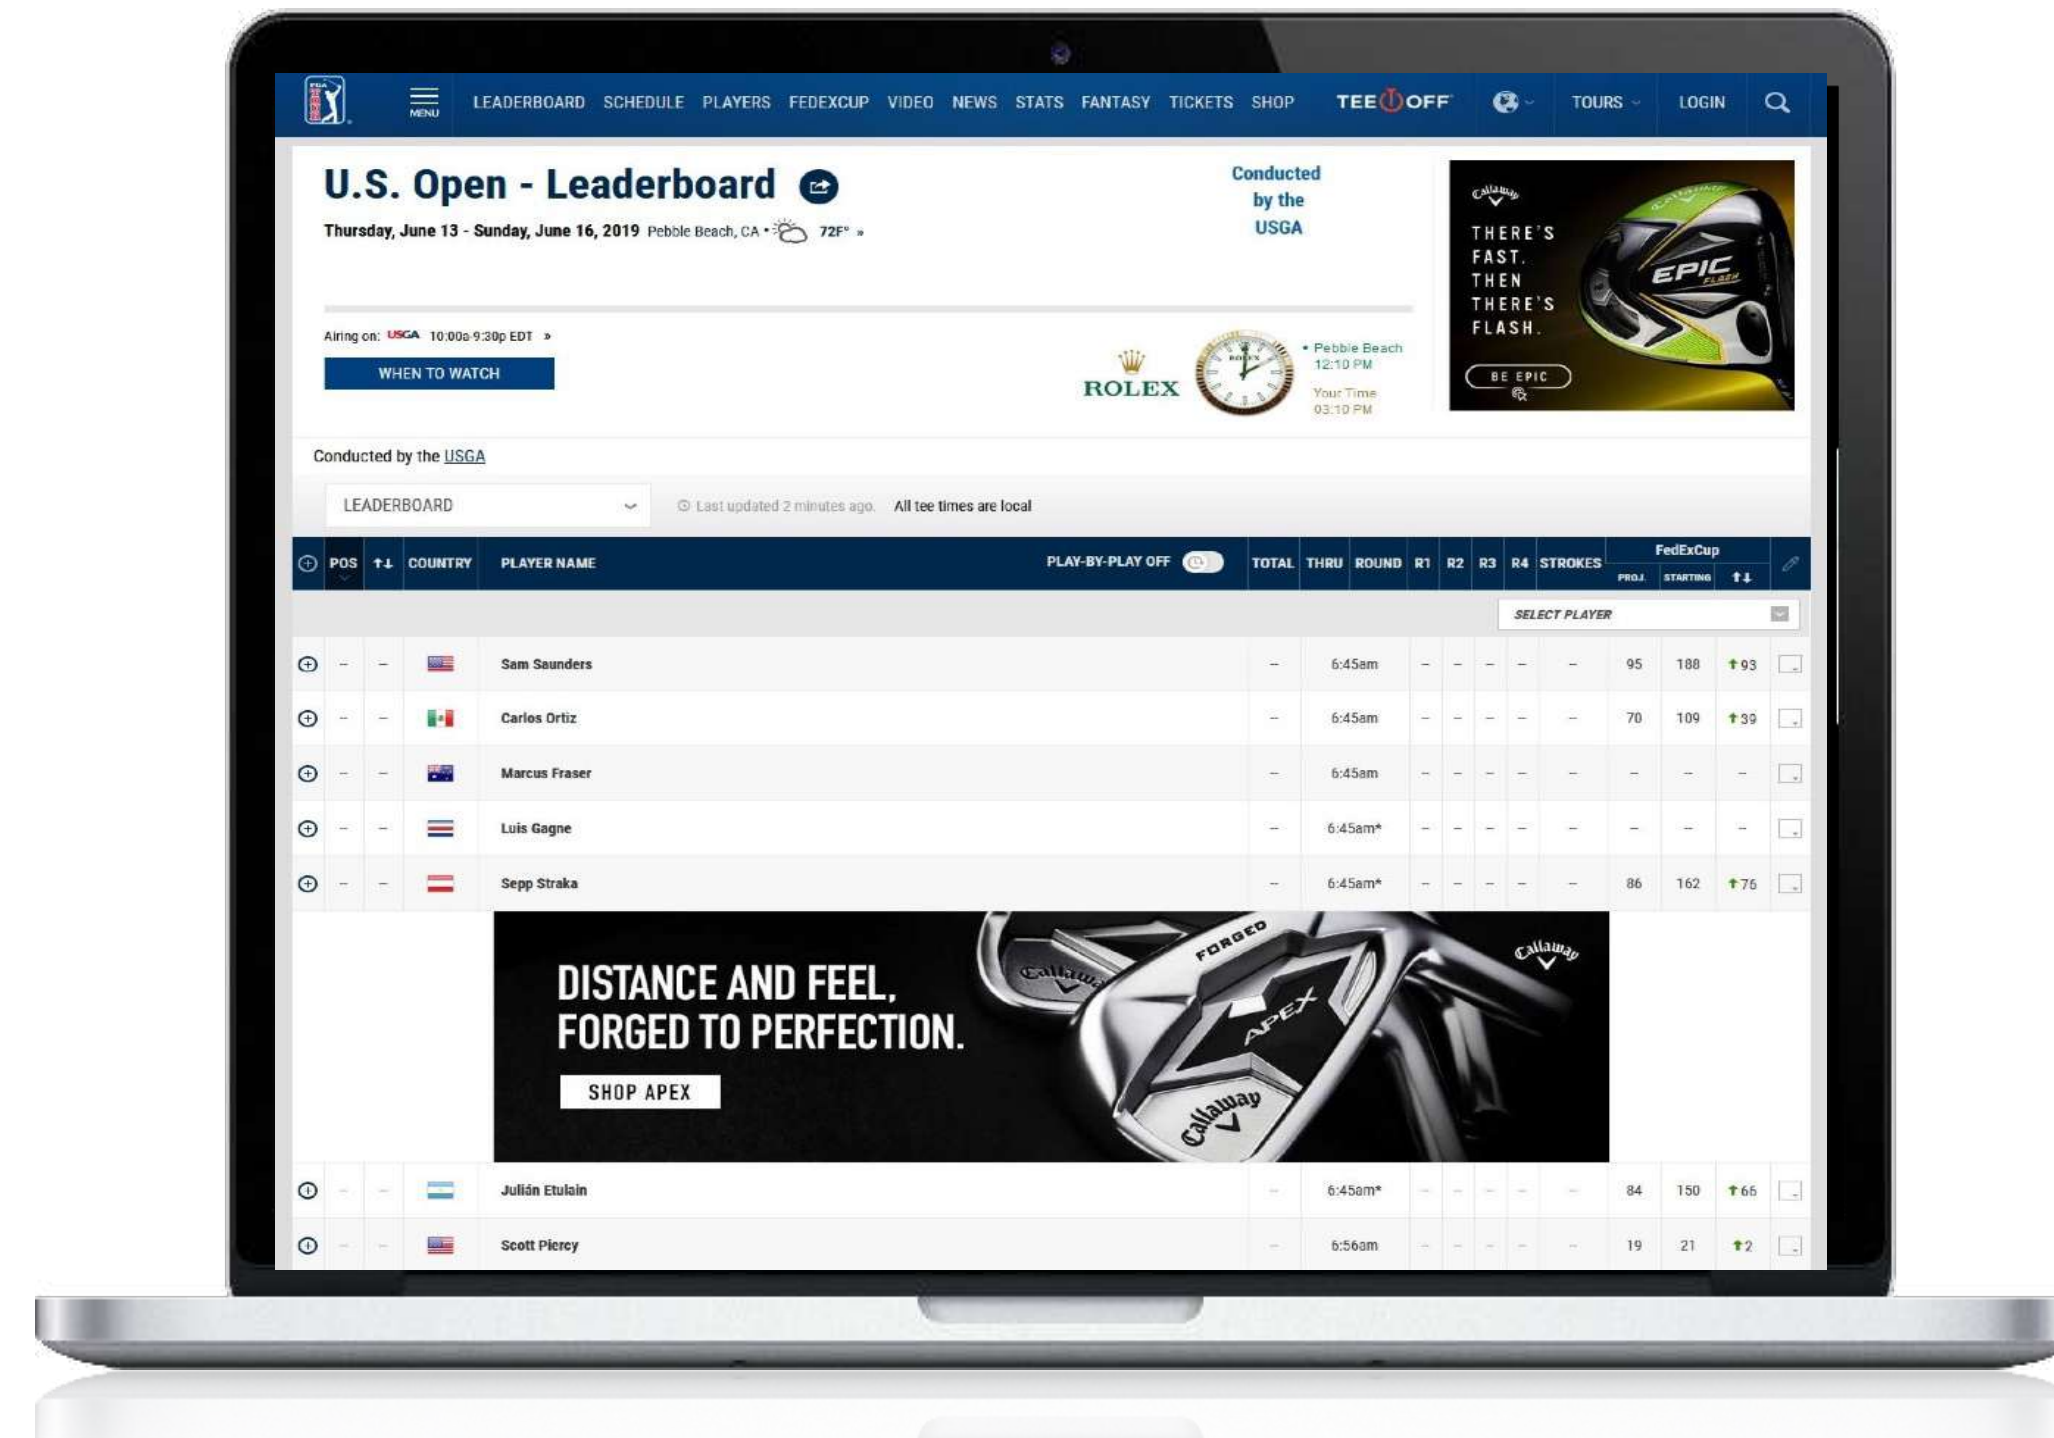 PGA TOUR
MENU
LEADERBOARD SCHEDULE PLAYERS FEDEXCUP VIDEO NEWS STATS FANTASY TICKETS SHOP TEE OFF TOURS LOGIN
U.S. Open - Leaderboard
Thursday, June 13 - Sunday, June 16, 2019 Pebble Beach, CA • 72F° »
Conducted
by the
USGA
Airing on: USGA 10:00a-9:30p EDT »
WHEN TO WATCH
ROLEX
ROLEX
• Pebble Beach
12:10 PM
Your Time
03:10 PM
Callaway
THERE'S
FAST.
THEN
THERE'S
FLASH.
BE EPIC
Callaway
EPIC
FLASH
Conducted by the USGA
LEADERBOARD
Last updated 2 minutes ago. All tee times are local
POS COUNTRY PLAYER NAME PLAY-BY-PLAY OFF TOTAL THRU ROUND R1 R2 R3 R4 STROKES FedExCup
PROJ. STARTING
SELECT PLAYER
-- -- Sam Saunders -- 6:45am -- -- -- -- -- 95 188 93
-- -- Carlos Ortiz -- 6:45am -- -- -- -- -- 70 109 39
-- -- Marcus Fraser -- 6:45am -- -- -- -- -- -- -- --
-- -- Luis Gagne -- 6:45am* -- -- -- -- -- -- -- --
-- -- Sepp Straka -- 6:45am* -- -- -- -- -- 86 162 76
DISTANCE AND FEEL,
FORGED TO PERFECTION.
SHOP APEX
Callaway
FORGED
APEX
Callaway
Callaway
-- -- Julián Etulain -- 6:45am* -- -- -- -- -- 84 150 66
-- -- Scott Piercy -- 6:56am -- -- -- -- -- 19 21 2